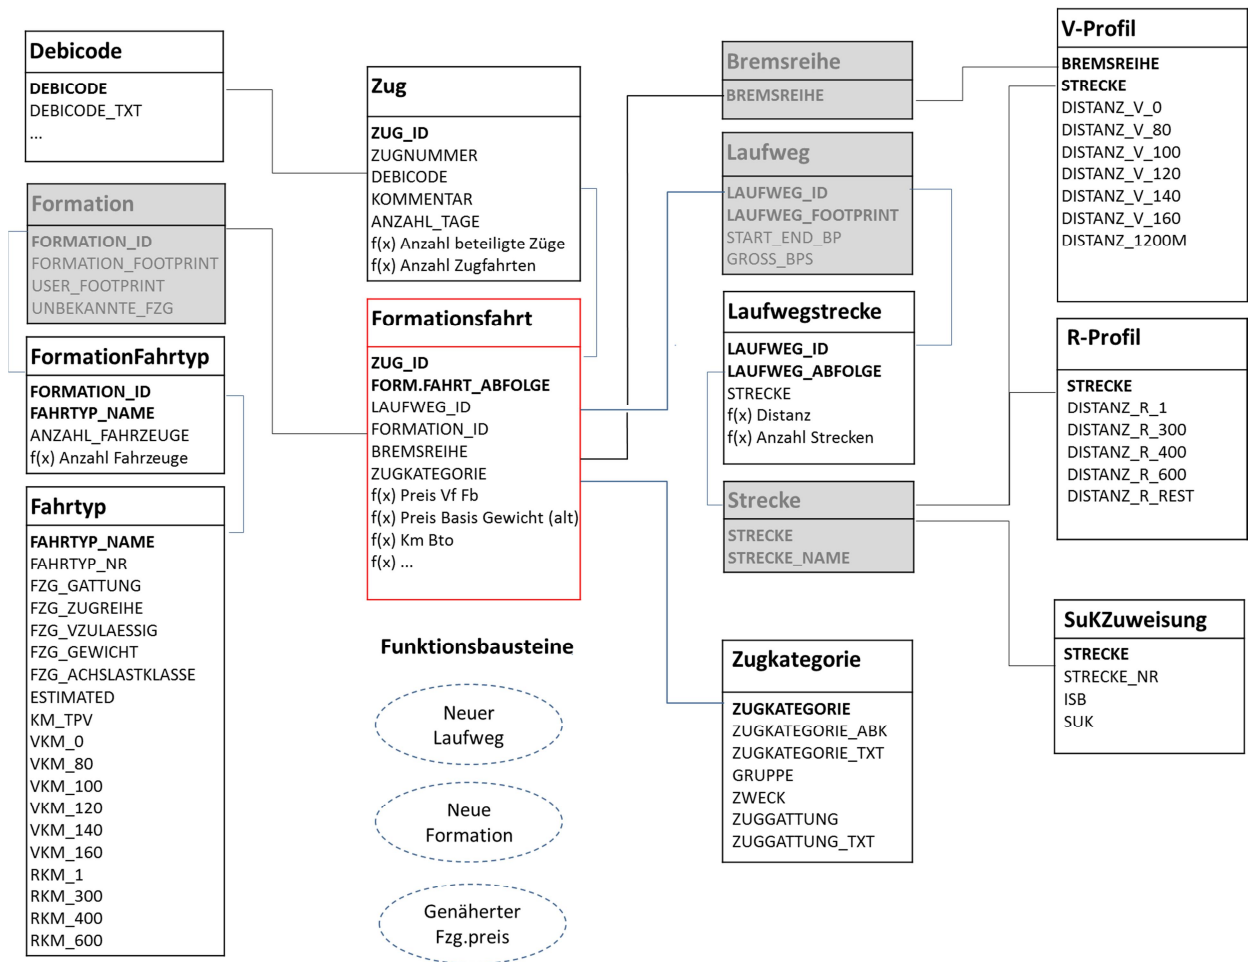 Debicode
DEBICODE
DEBICODE_TXT
...
Formation
FORMATION_ID
FORMATION_FOOTPRINT
USER_FOOTPRINT
UNBEKANNTE_FZG
FormationFahrtyp
FORMATION_ID
FAHRTYP_NAME
ANZAHL_FAHRZEUGE
f(x) Anzahl Fahrzeuge
Fahrtyp
FAHRTYP_NAME
FAHRTYP_NR
FZG_GATTUNG
FZG_ZUGREIHE
FZG_VZULAESSIG
FZG_GEWICHT
FZG_ACHSLASTKLASSE
ESTIMATED
KM_TPV
VKM_0
VKM_80
VKM_100
VKM_120
VKM_140
VKM_160
RKM_1
RKM_300
RKM_400
RKM_600
Zug
ZUG_ID
ZUGNUMMER
DEBICODE
KOMMENTAR
ANZAHL_TAGE
f(x) Anzahl beteiligte Züge
f(x) Anzahl Zugfahrten
Formationsfahrt
ZUG_ID
FORM.FAHRT_ABFOLGE
LAUFWEG_ID
FORMATION_ID
BREMSREIHE
ZUGKATEGORIE
f(x) Preis Vf Fb
f(x) Preis Basis Gewicht (alt)
f(x) Km Bto
f(x) ...
Funktionsbausteine
Neuer
Laufweg
Neue
Formation
Genäherter
Fzg.preis
Bremsreihe
BREMSREIHE
Laufweg
LAUFWEG_ID
LAUFWEG_FOOTPRINT
START_END_BP
GROSS_BPS
Laufwegstrecke
LAUFWEG_ID
LAUFWEG_ABFOLGE
STRECKE
f(x) Distanz
f(x) Anzahl Strecken
Strecke
STRECKE
STRECKE_NAME
Zugkategorie
ZUGKATEGORIE
ZUGKATEGORIE_ABK
ZUGKATEGORIE_TXT
GRUPPE
ZWECK
ZUGGATTUNG
ZUGGATTUNG_TXT
V-Profil
BREMSREIHE
STRECKE
DISTANZ_V_0
DISTANZ_V_80
DISTANZ_V_100
DISTANZ_V_120
DISTANZ_V_140
DISTANZ_V_160
DISTANZ_1200M
R-Profil
STRECKE
DISTANZ_R_1
DISTANZ_R_300
DISTANZ_R_400
DISTANZ_R_600
DISTANZ_R_REST
SuKZuweisung
STRECKE
STRECKE_NR
ISB
SUK